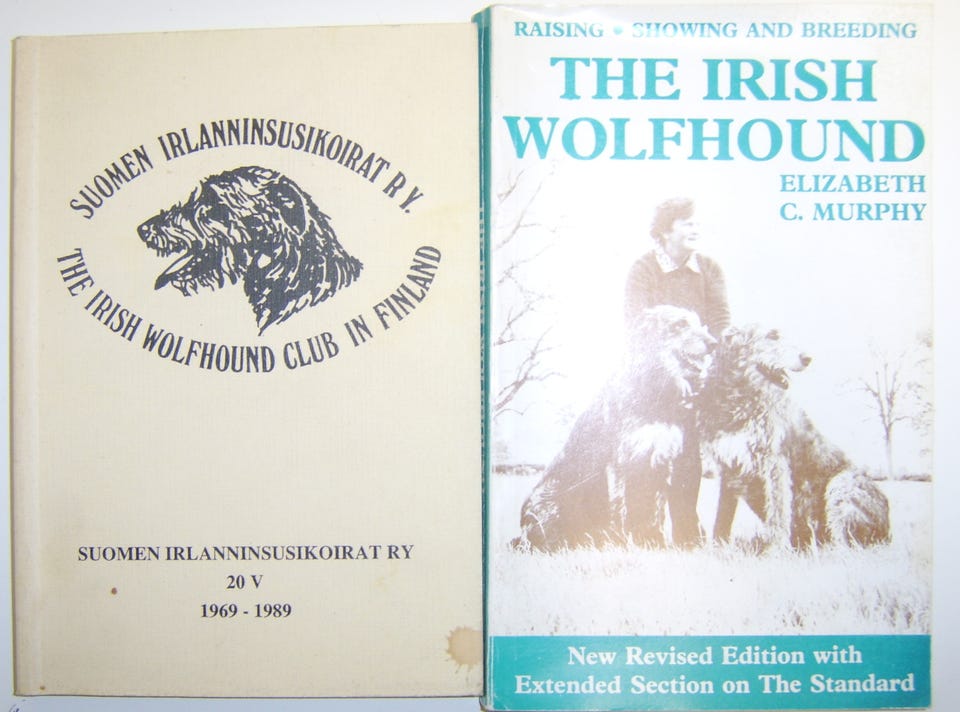 SUOMEN IRLANNINSUSIKOIRAT R Y.
THE IRISH WOLFHOUND CLUB IN FINLAND
SUOMEN IRLANNINSUSIKOIRAT RY
20 V
1969 - 1989
RAISING • SHOWING AND BREEDING
THE IRISH
WOLFHOUND
ELIZABETH
C. MURPHY
New Revised Edition with
Extended Section on The Standard